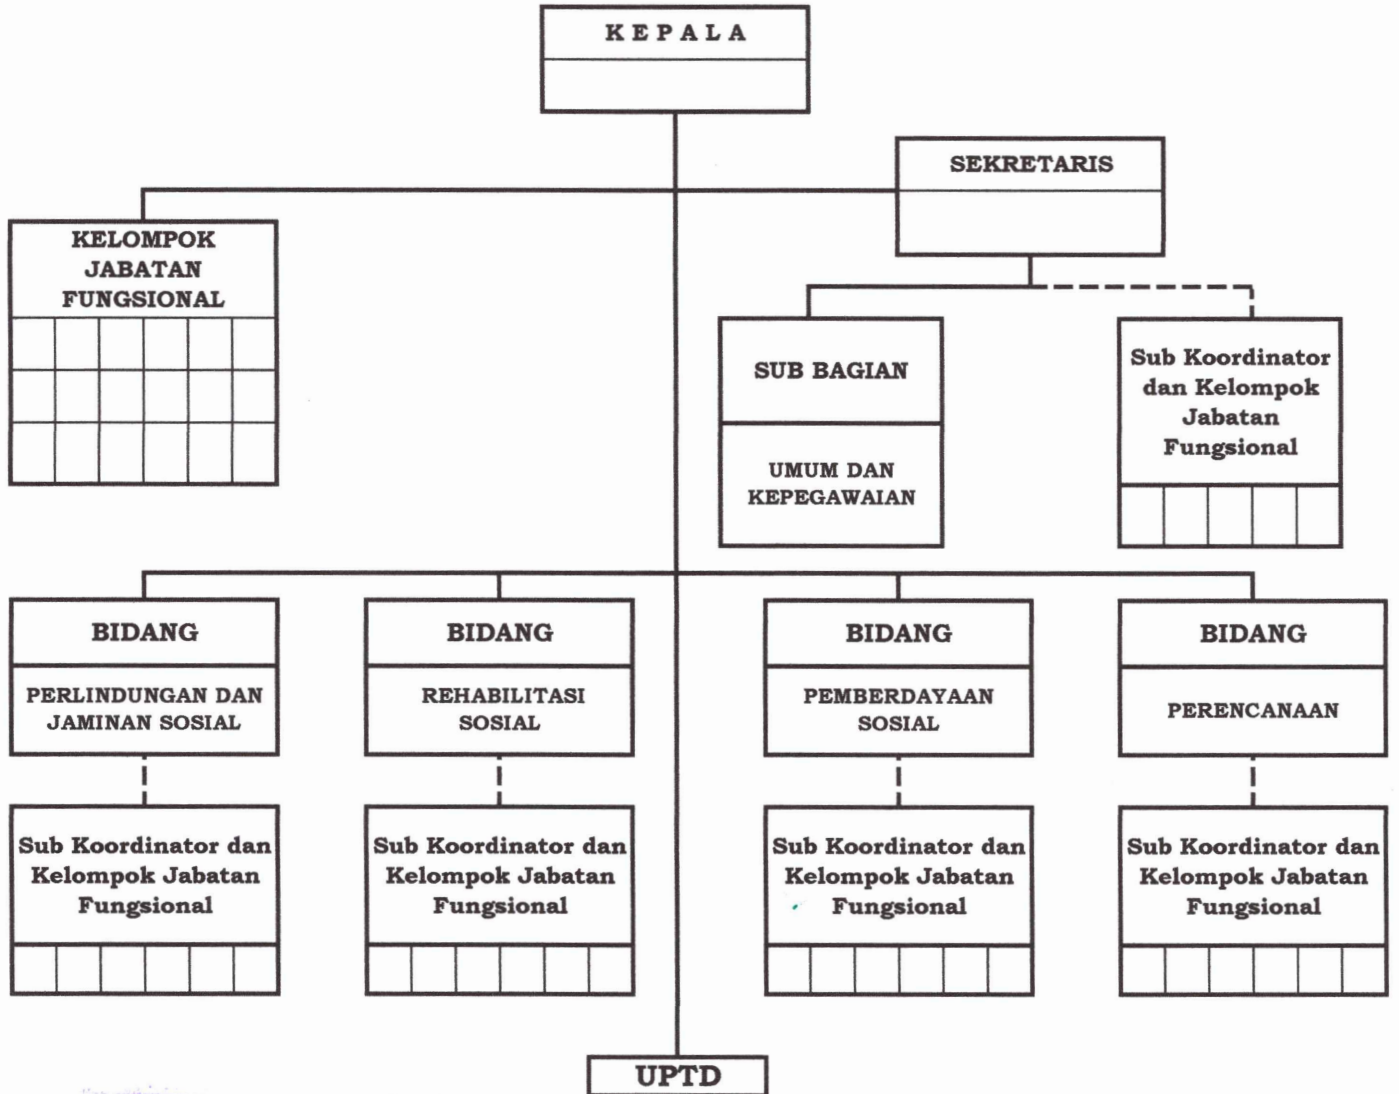 K E P A L A
SEKRETARIS
KELOMPOK
JABATAN
FUNGSIONAL
SUB BAGIAN
UMUM DAN
KEPEGAWAIAN
Sub Koordinator
dan Kelompok
Jabatan
Fungsional
BIDANG
PERLINDUNGAN DAN
JAMINAN SOSIAL
BIDANG
REHABILITASI
SOSIAL
BIDANG
PEMBERDAYAAN
SOSIAL
BIDANG
PERENCANAAN
Sub Koordinator dan
Kelompok Jabatan
Fungsional
Sub Koordinator dan
Kelompok Jabatan
Fungsional
Sub Koordinator dan
Kelompok Jabatan
Fungsional
Sub Koordinator dan
Kelompok Jabatan
Fungsional
UPTD